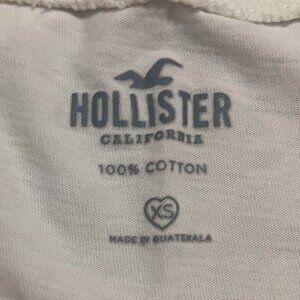 HOLLISTER
CALIFORNIA
100% COTTON
XS
MADE IN GUATEMALA